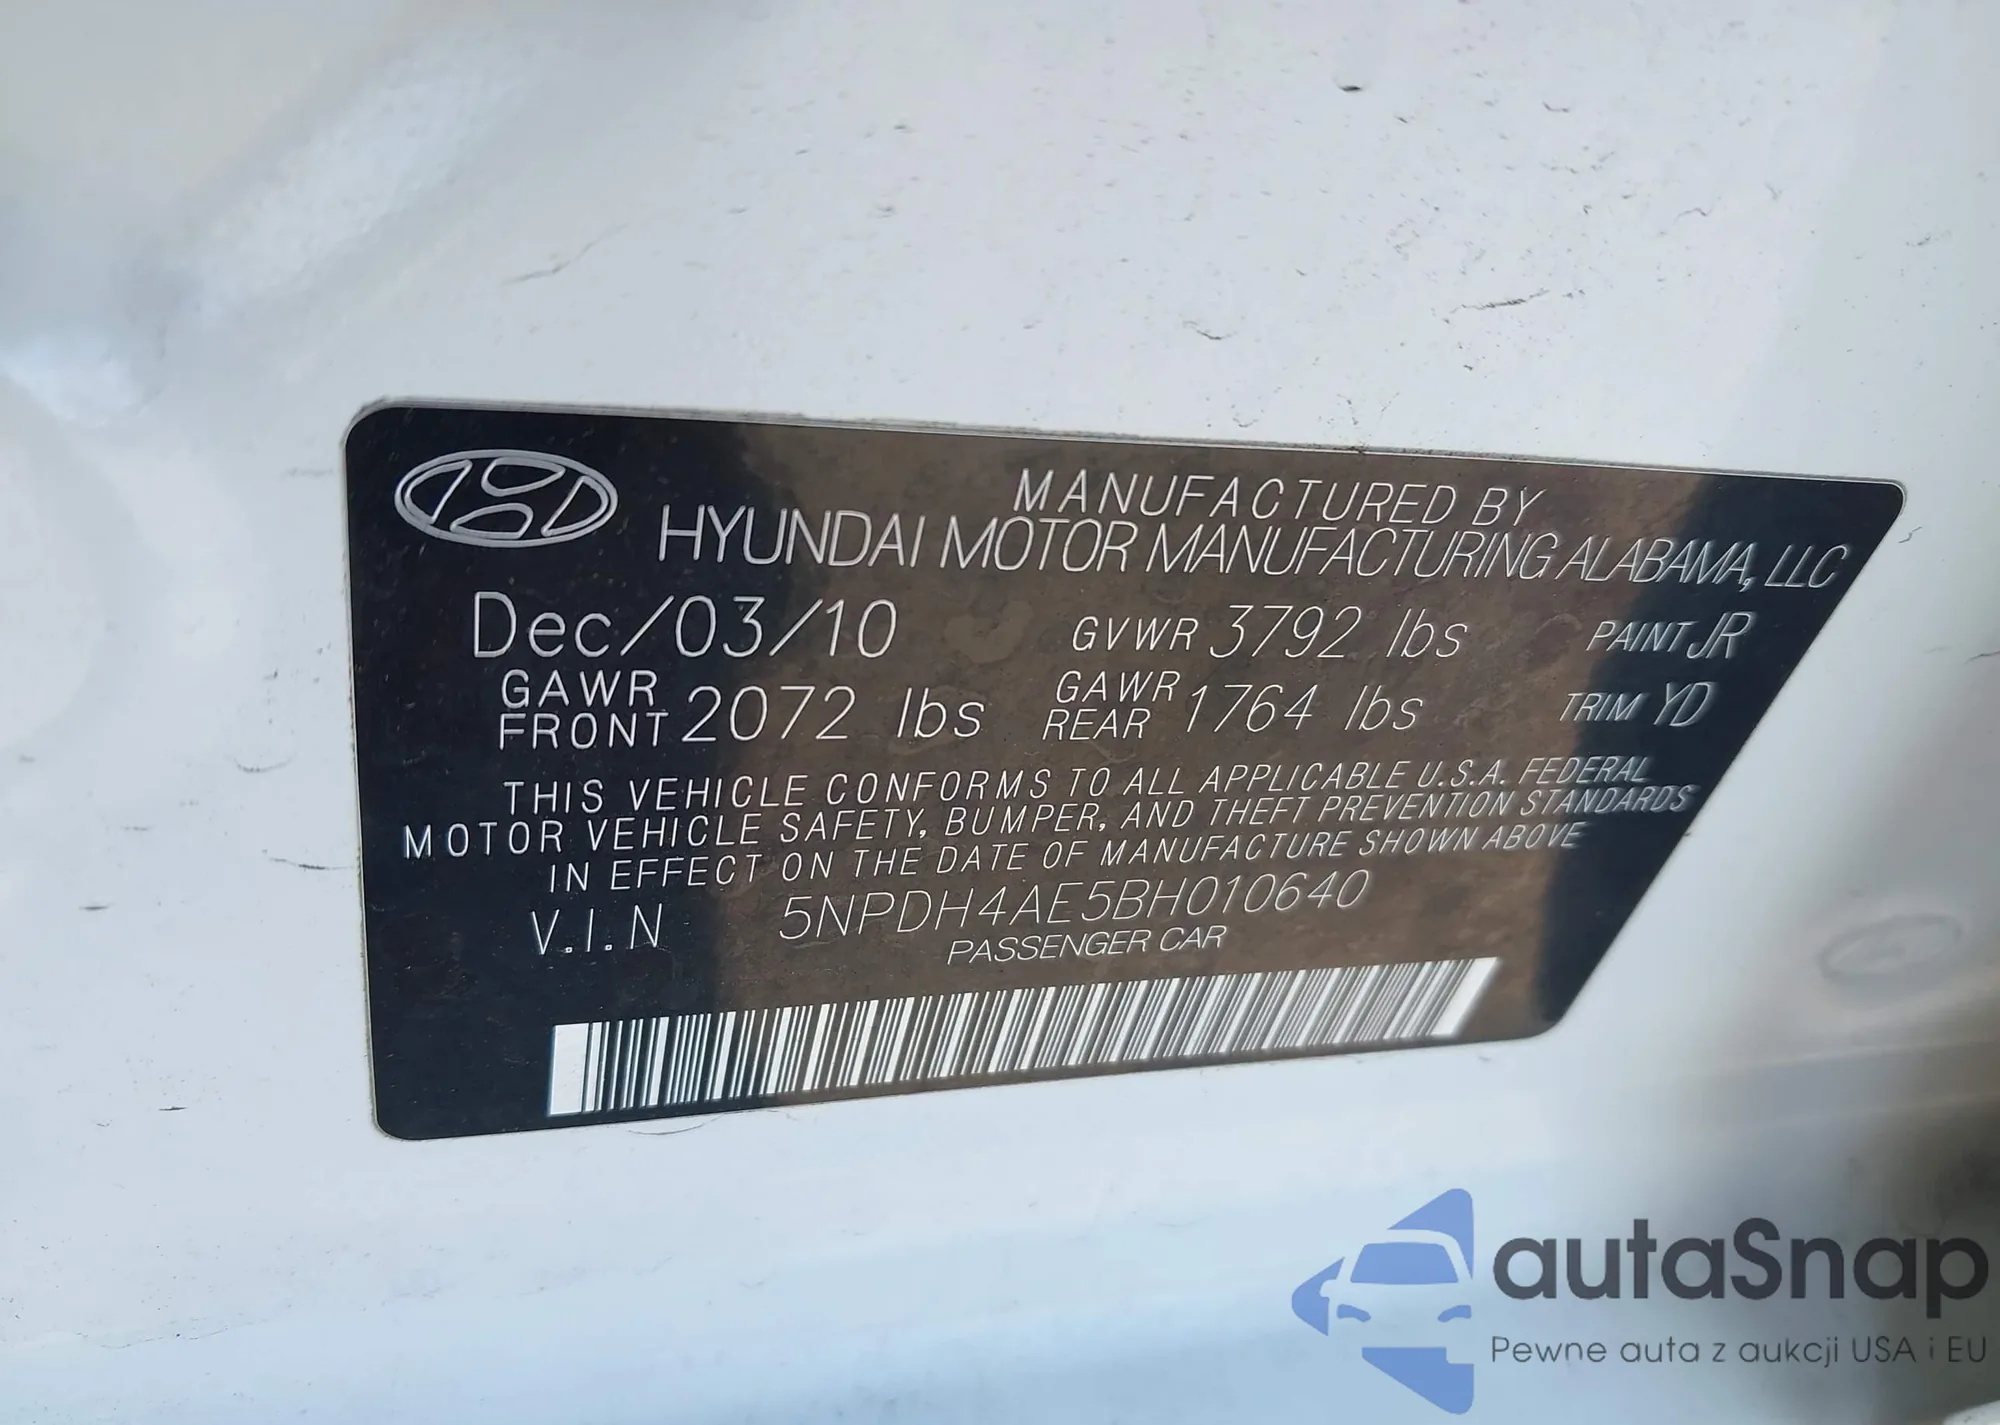 MANUFACTURED BY
HYUNDAI MOTOR MANUFACTURING ALABAMA, LLC
Dec/03/10 GVWR 3792 lbs PAINT JR
GAWR FRONT 2072 lbs GAWR REAR 1764 lbs TRIM YD
THIS VEHICLE CONFORMS TO ALL APPLICABLE U.S.A. FEDERAL
MOTOR VEHICLE SAFETY, BUMPER, AND THEFT PREVENTION STANDARDS
IN EFFECT ON THE DATE OF MANUFACTURE SHOWN ABOVE
V.I.N 5NPDH4AE5BH010640
PASSENGER CAR
autaSnap
Pewne auta z aukcji USA i EU